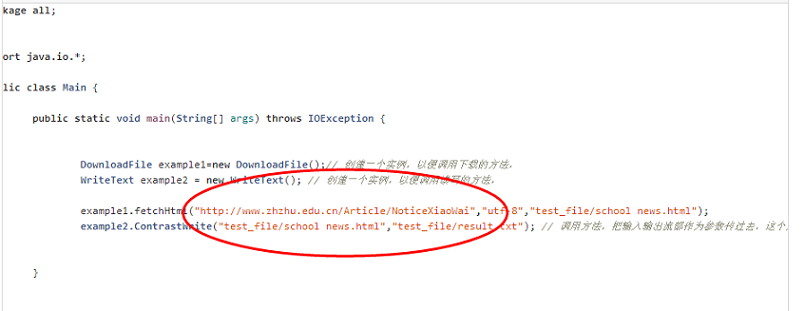 kage all;
ort java.io.*;
lic class Main {
public static void main(String[] args) throws IOException {
DownloadFile example1=new DownloadFile();// 创建一个实例，以便调用下载的方法。
WriteText example2 = new WriteText(); // 创建一个实例，以便调用读写的方法。
example1.fetchHtml("http://www.zhzhu.edu.cn/Article/NoticeXiaoWai","utf-8","test_file/school news.html");
example2.ContrastWrite("test_file/school news.html","test_file/result.txt"); // 调用方法，把输入输出流都作为参数传过去，这个
}